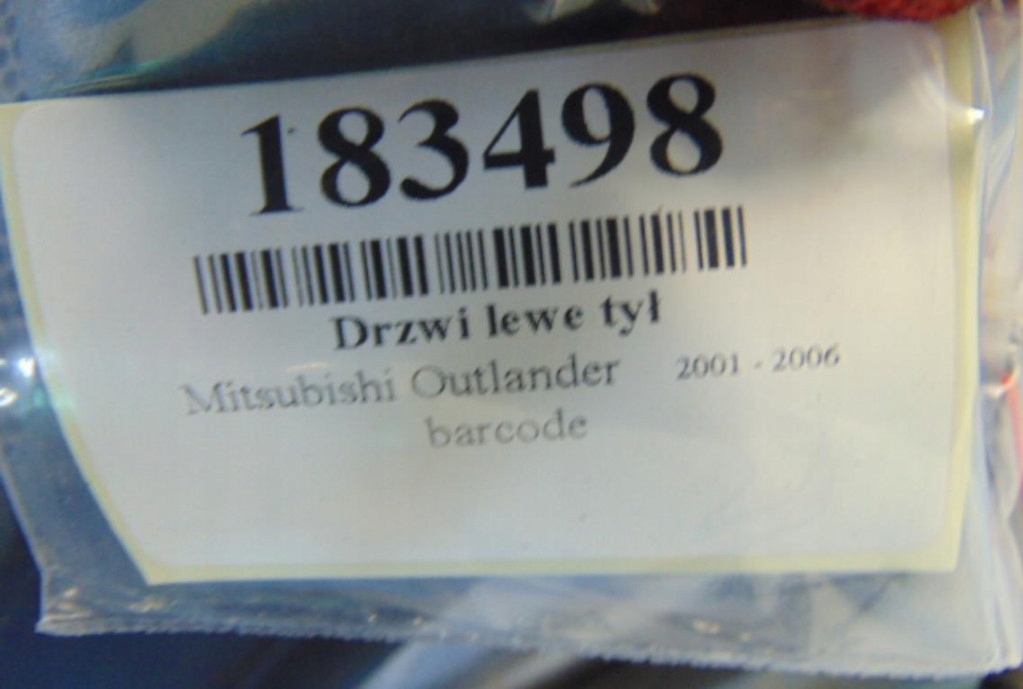 183498
Drzwi lewe tył
Mitsubishi Outlander 2001 - 2006
barcode